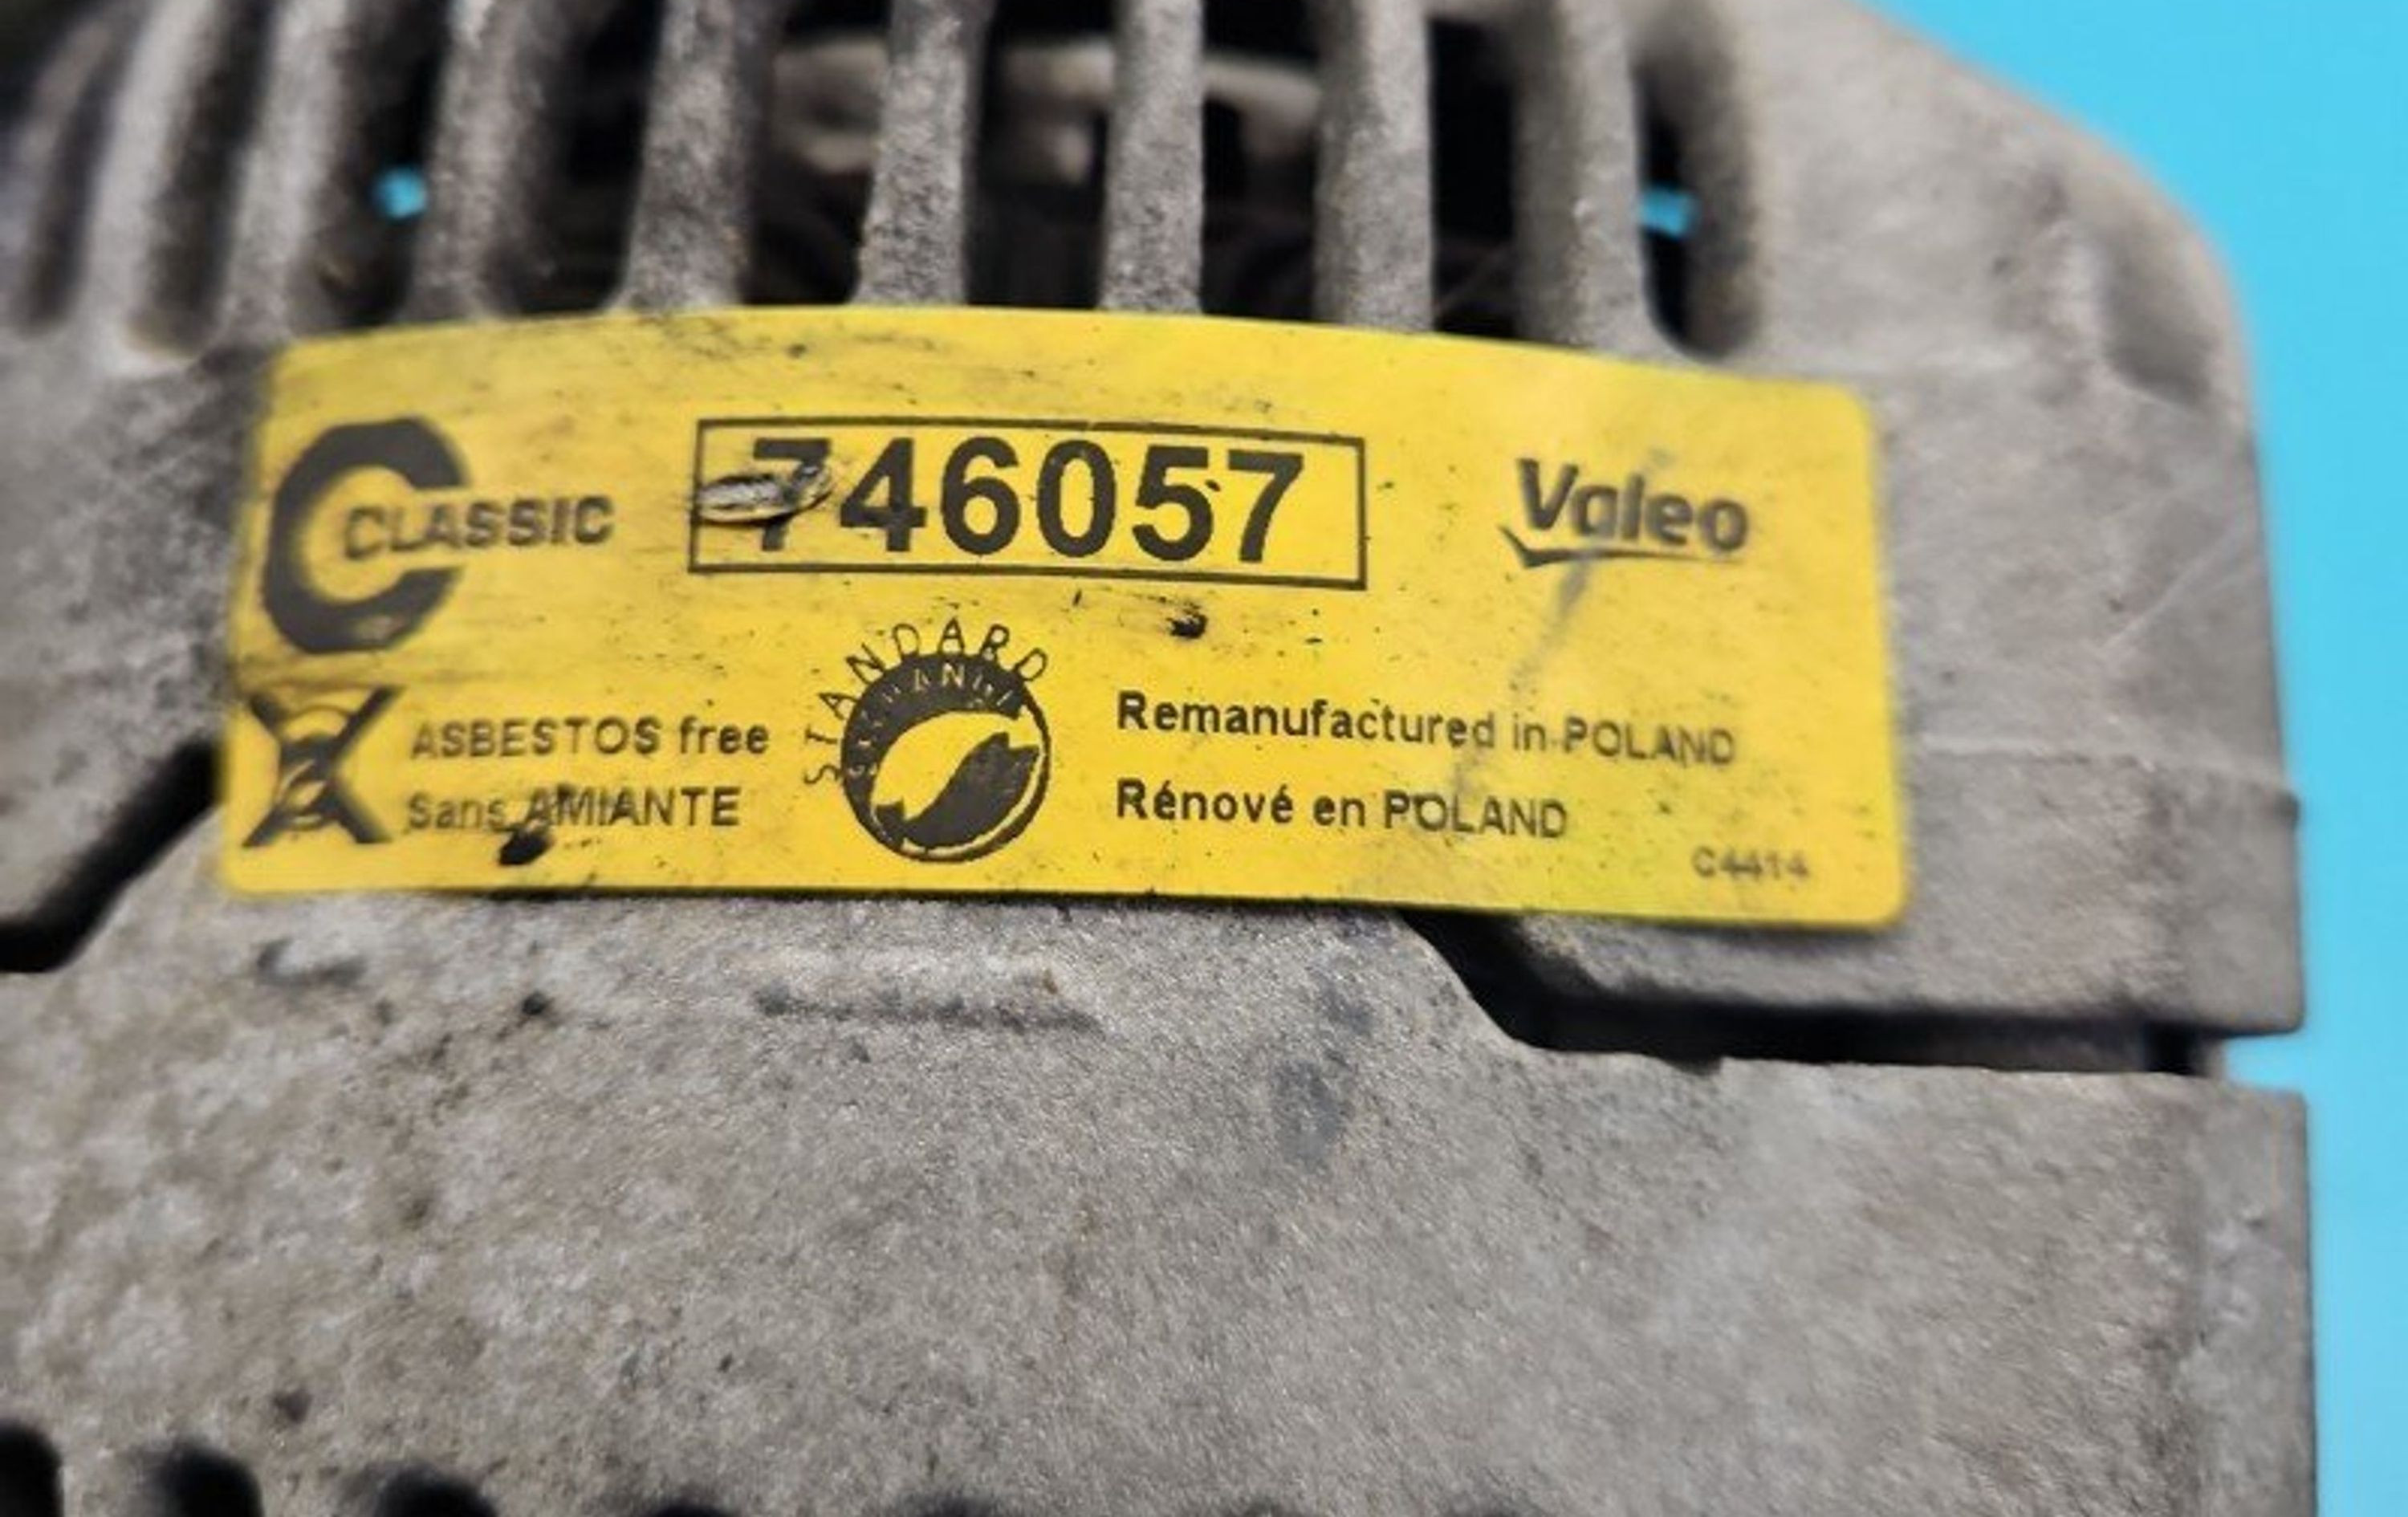 CLASSIC
746057
Valeo
ASBESTOS free
Sans AMIANTE
STANDARD
Remanufactured in POLAND
Rénové en POLAND
C4414